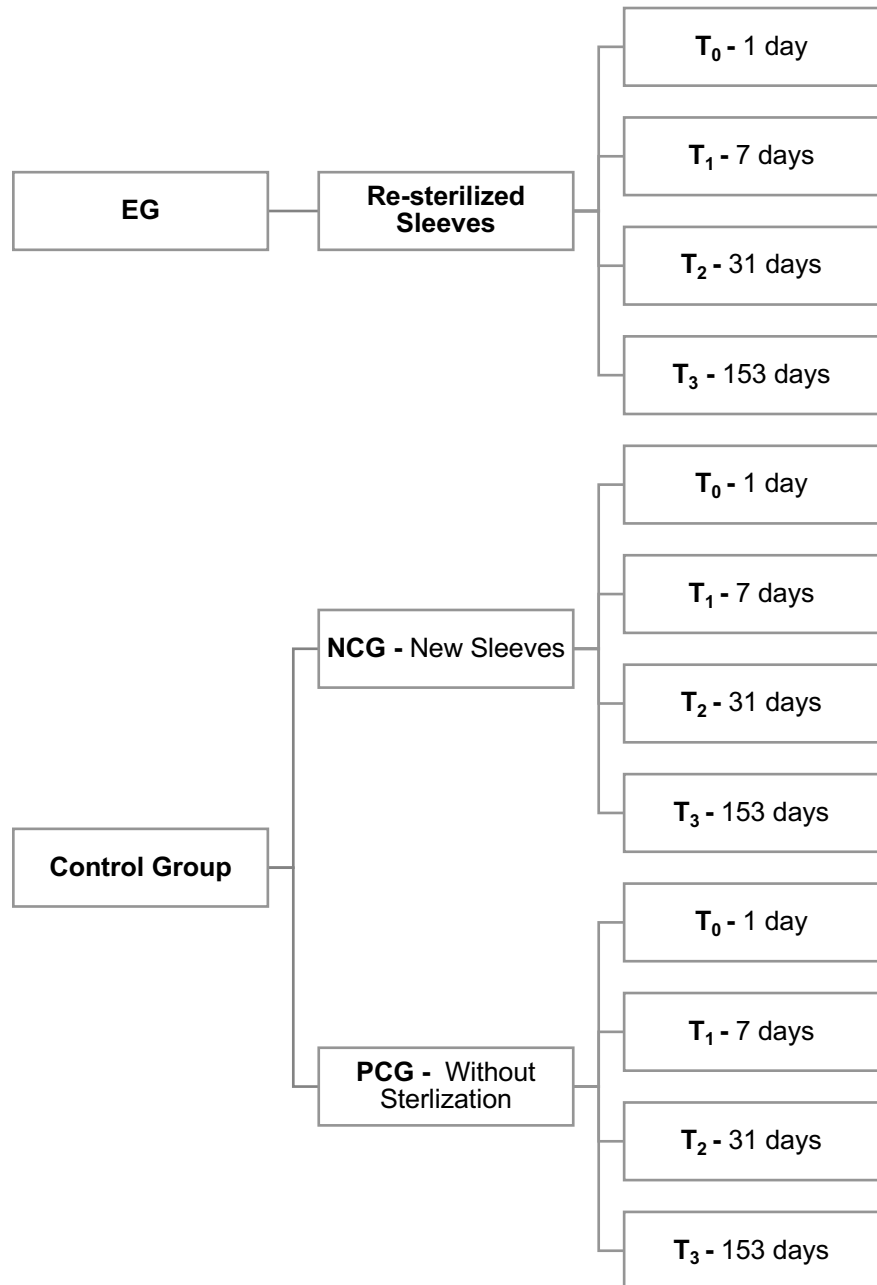 EG
Re-sterilized
Sleeves
T₀ - 1 day
T₁ - 7 days
T₂ - 31 days
T₃ - 153 days
Control Group
NCG - New Sleeves
T₀ - 1 day
T₁ - 7 days
T₂ - 31 days
T₃ - 153 days
PCG -  Without
Sterlization
T₀ - 1 day
T₁ - 7 days
T₂ - 31 days
T₃ - 153 days